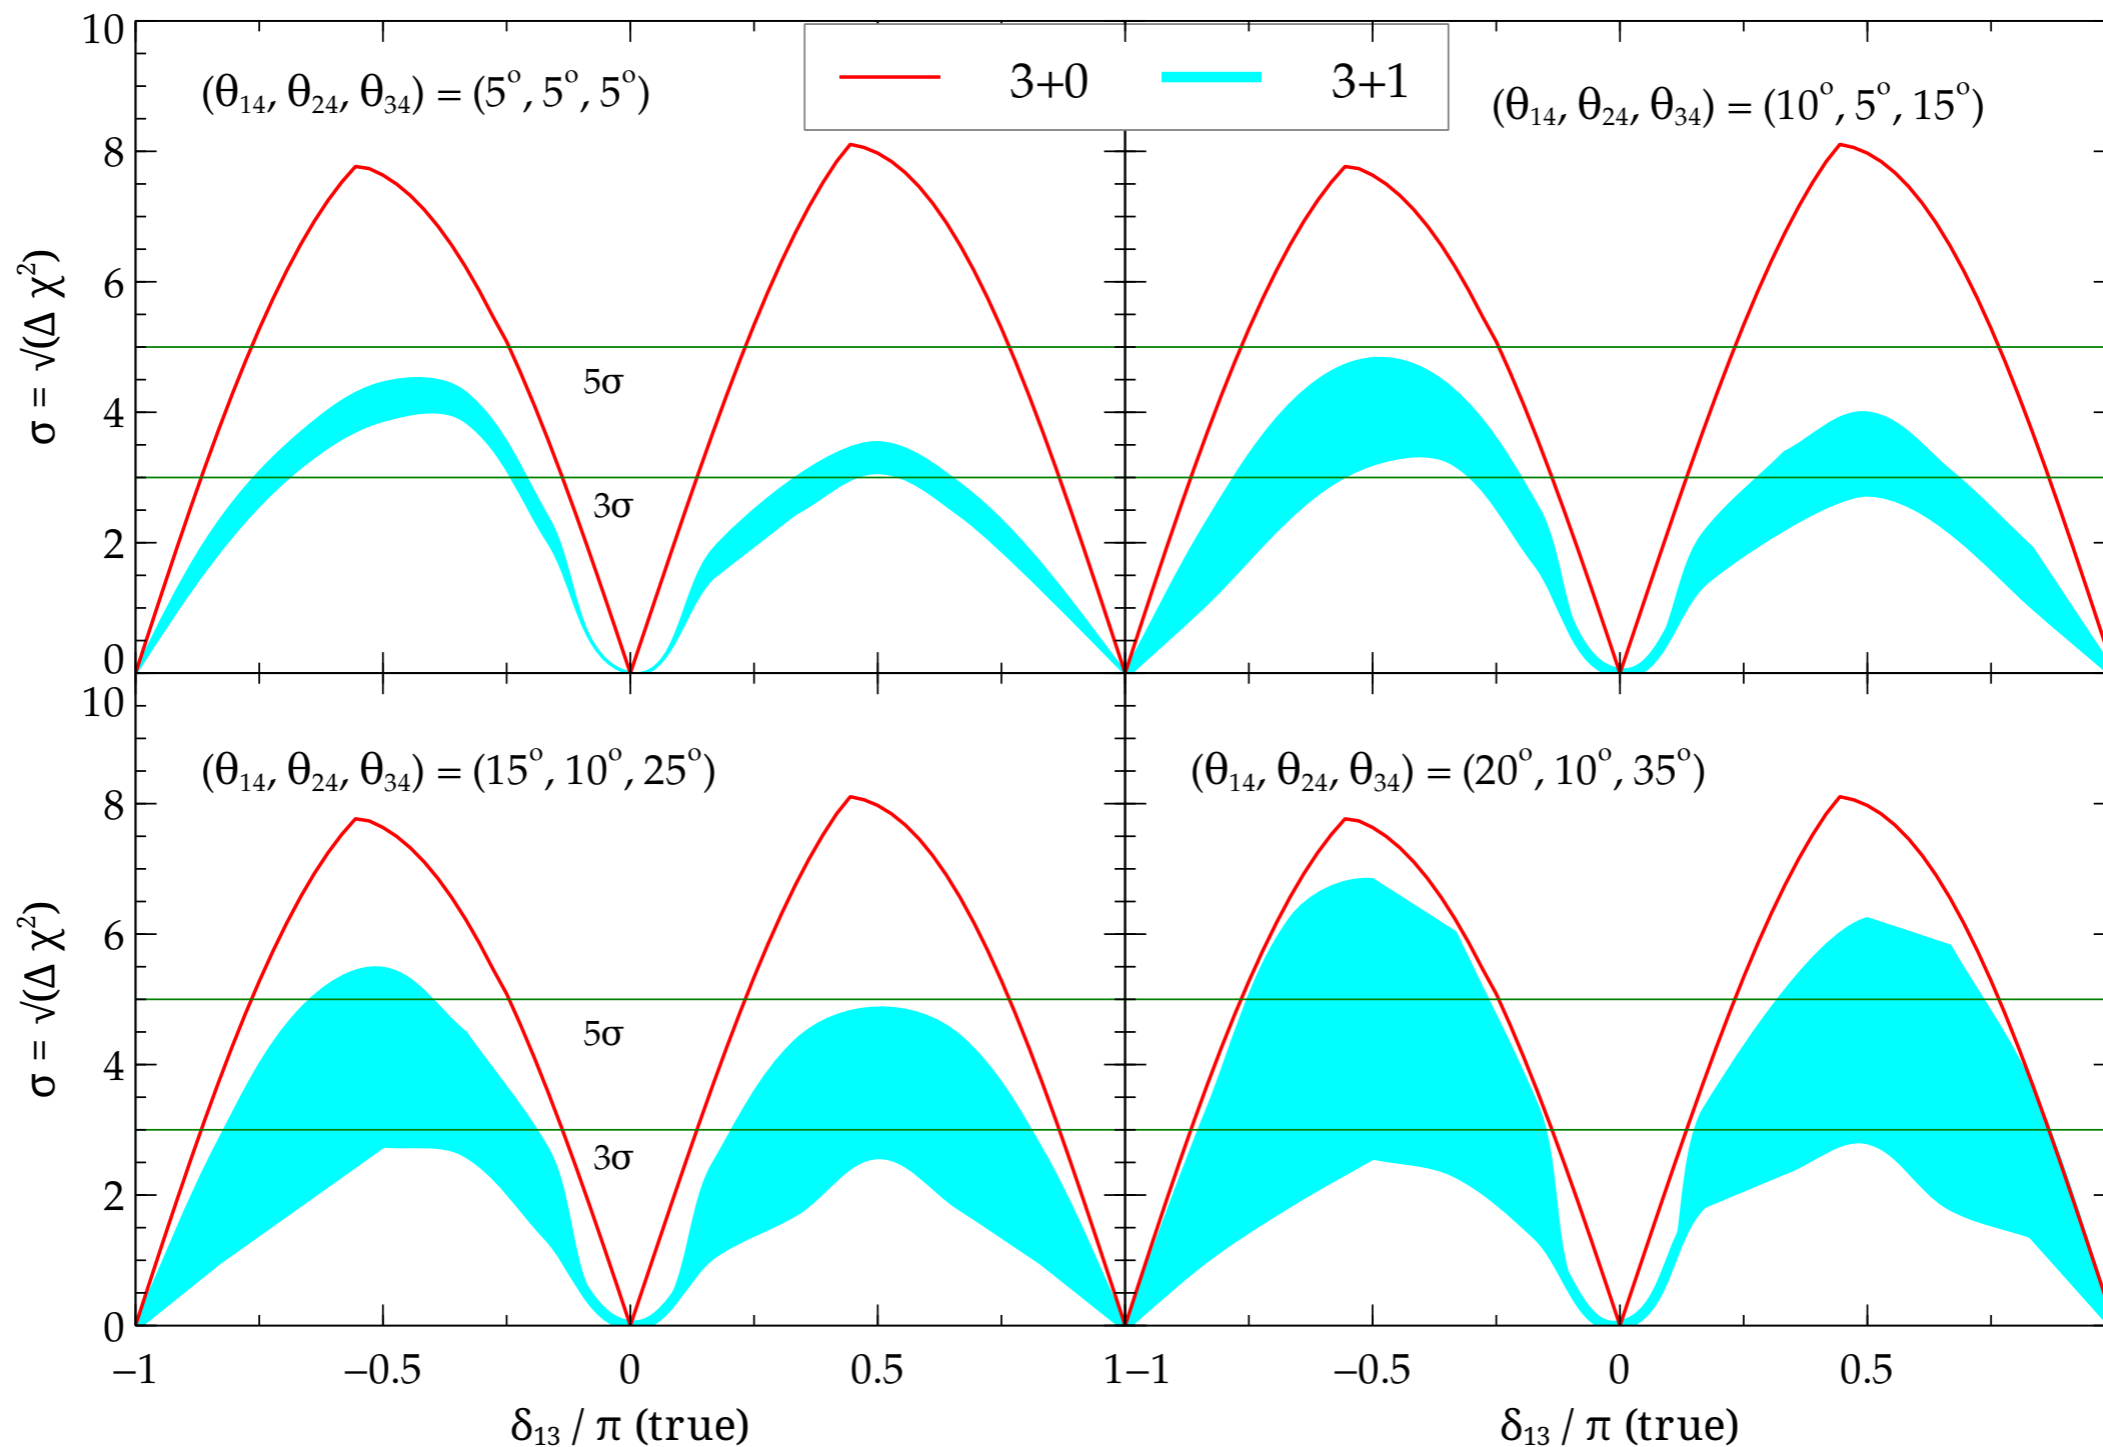 3+0 3+1
(θ14, θ24, θ34) = (5°, 5°, 5°)
(θ14, θ24, θ34) = (10°, 5°, 15°)
10
8
6
4
2
0
σ = √(Δ χ²)
5σ
3σ
(θ14, θ24, θ34) = (15°, 10°, 25°)
(θ14, θ24, θ34) = (20°, 10°, 35°)
10
8
6
4
2
0
σ = √(Δ χ²)
5σ
3σ
–1 –0.5 0 0.5 1–1 –0.5 0 0.5
δ13 / π (true) δ13 / π (true)